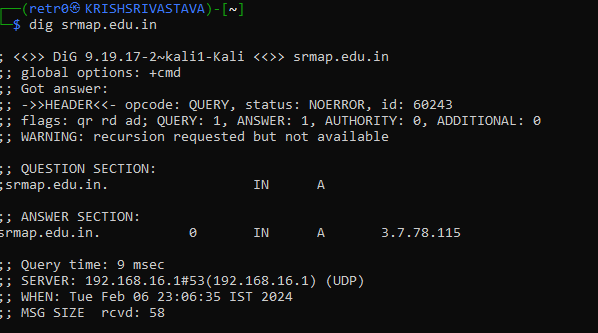 (retr0㉿KRISHSRIVASTAVA)-[~]
$ dig srmap.edu.in
; <<>> DiG 9.19.17-2~kali1-Kali <<>> srmap.edu.in
;; global options: +cmd
;; Got answer:
;; ->>HEADER<<- opcode: QUERY, status: NOERROR, id: 60243
;; flags: qr rd ad; QUERY: 1, ANSWER: 1, AUTHORITY: 0, ADDITIONAL: 0
;; WARNING: recursion requested but not available
;; QUESTION SECTION:
;srmap.edu.in. IN A
;; ANSWER SECTION:
srmap.edu.in. 0 IN A 3.7.78.115
;; Query time: 9 msec
;; SERVER: 192.168.16.1#53(192.168.16.1) (UDP)
;; WHEN: Tue Feb 06 23:06:35 IST 2024
;; MSG SIZE rcvd: 58